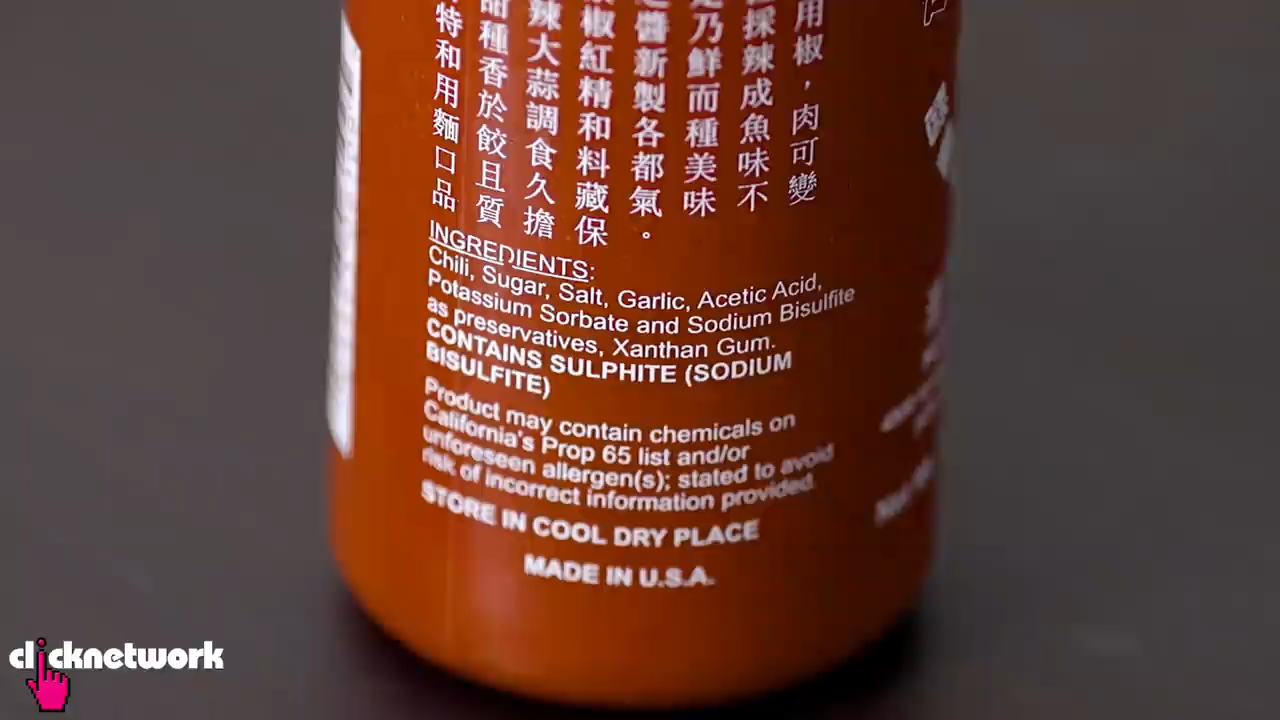 甜辣椒醬乃採用
特種大紅新鮮辣椒
和香蒜精製而成，
用於調和各種魚肉
麵餃食料都美味可
口且久藏氣味不變
品質擔保。
INGREDIENTS:
Chili, Sugar, Salt, Garlic, Acetic Acid,
Potassium Sorbate and Sodium Bisulfite
as preservatives, Xanthan Gum.
CONTAINS SULPHITE (SODIUM
BISULFITE)
Product may contain chemicals on
California's Prop 65 list and/or
unforeseen allergen(s); stated to avoid
risk of incorrect information provided.
STORE IN COOL DRY PLACE
MADE IN U.S.A.
clicknetwork